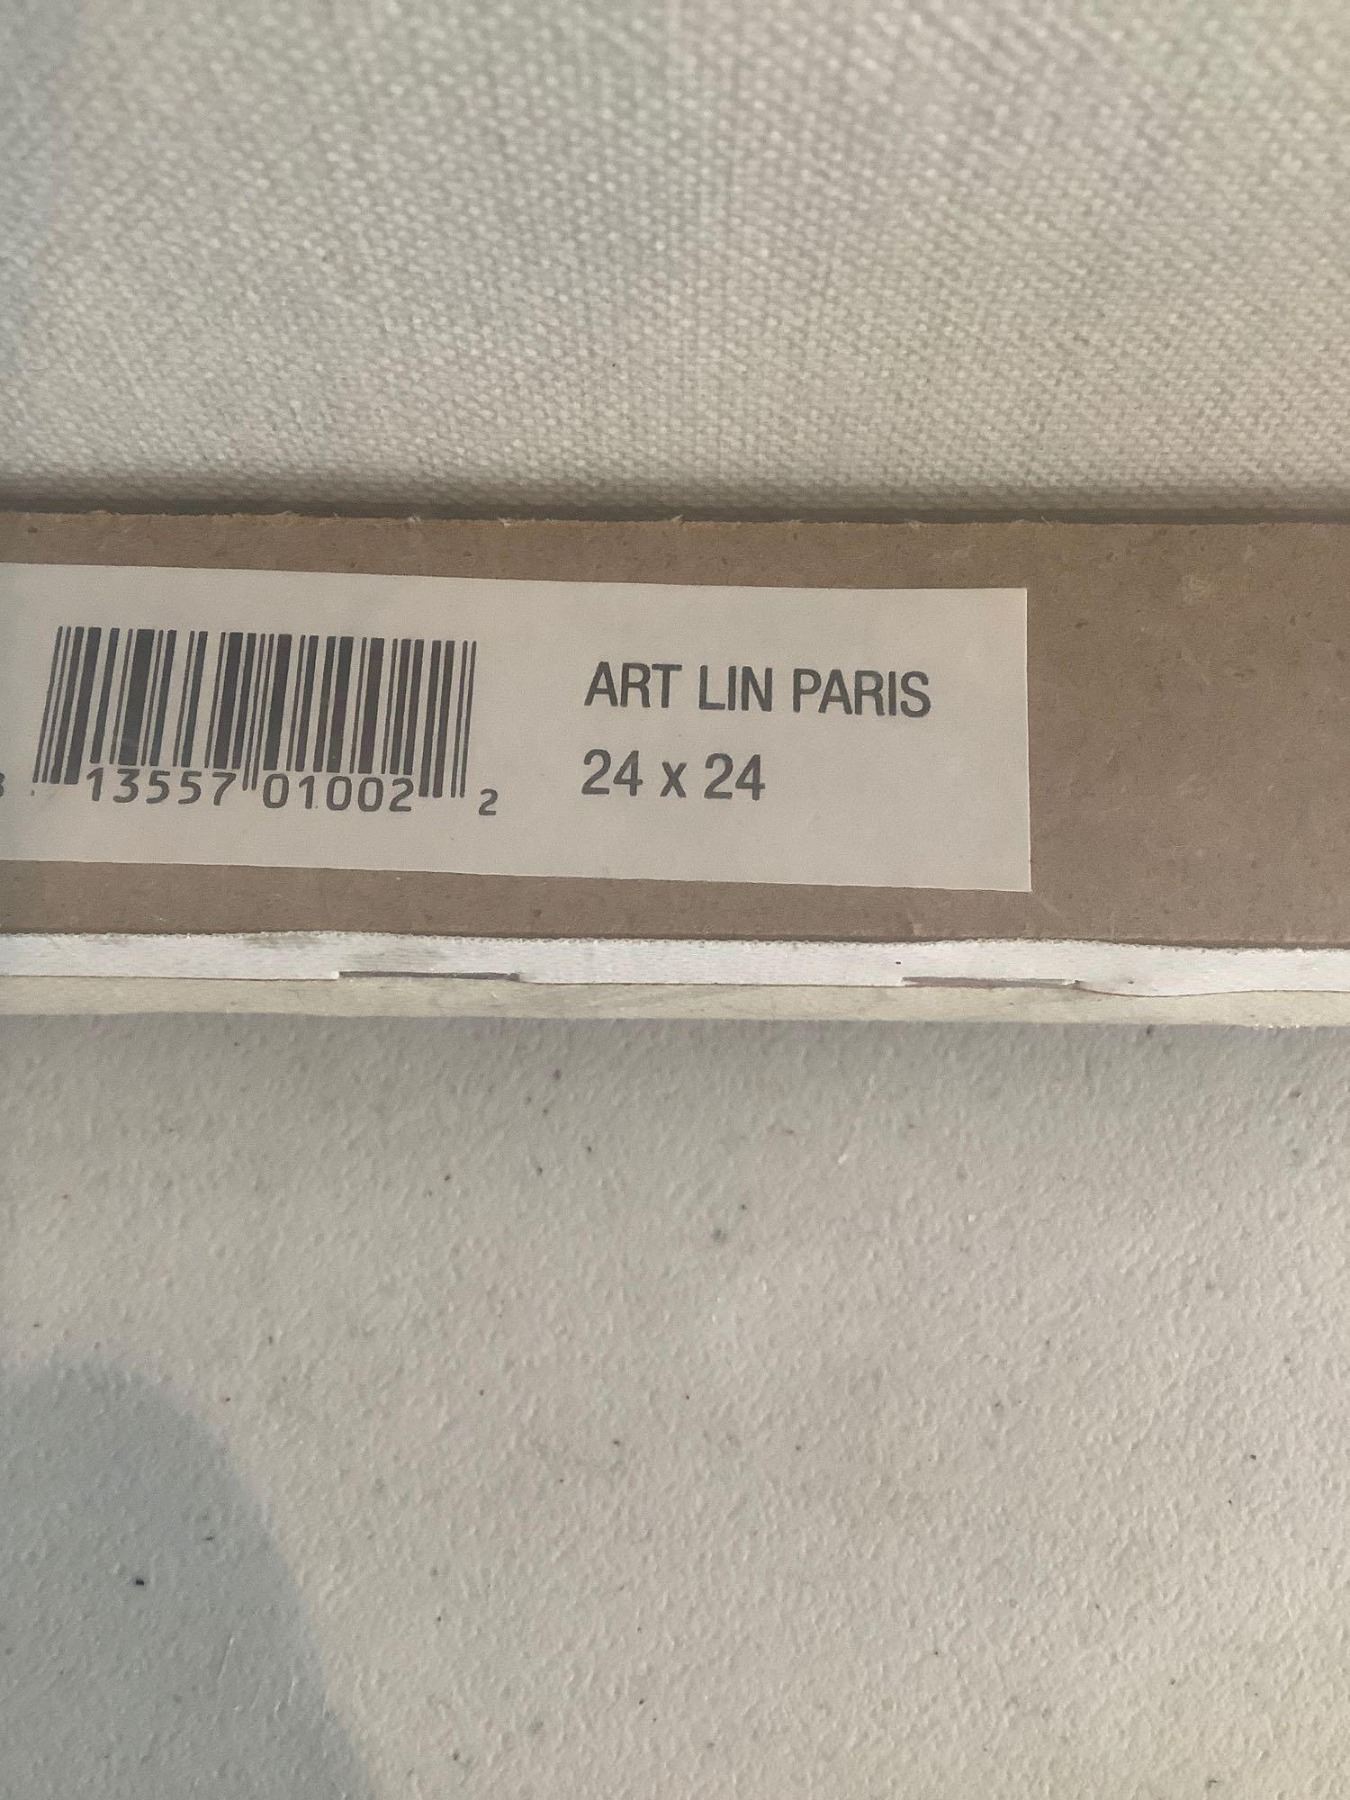 ART LIN PARIS
24 x 24
13557 01002 2